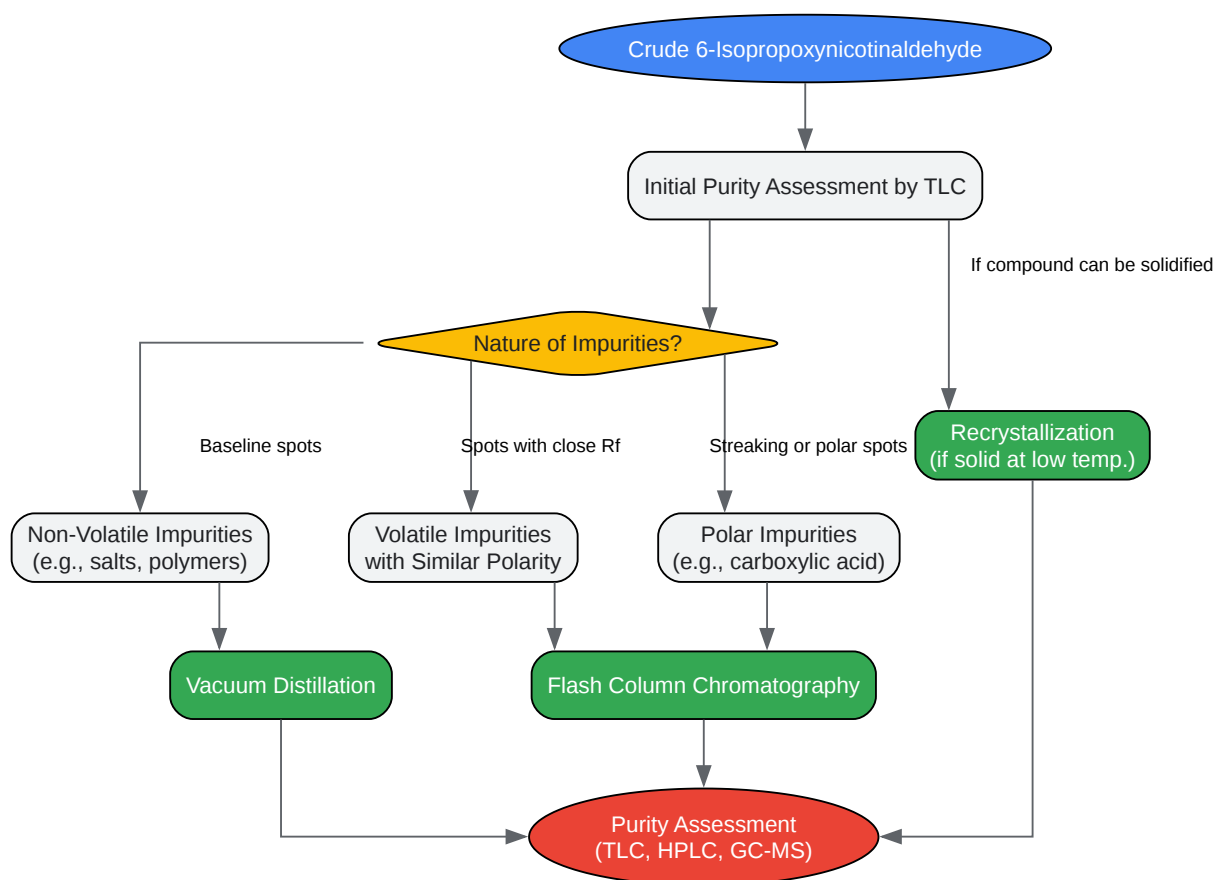 Crude 6-Isopropoxynicotinaldehyde
Initial Purity Assessment by TLC
If compound can be solidified
Nature of Impurities?
Baseline spots
Spots with close Rf
Streaking or polar spots
Recrystallization
(if solid at low temp.)
Non-Volatile Impurities
(e.g., salts, polymers)
Volatile Impurities
with Similar Polarity
Polar Impurities
(e.g., carboxylic acid)
Vacuum Distillation
Flash Column Chromatography
Purity Assessment
(TLC, HPLC, GC-MS)